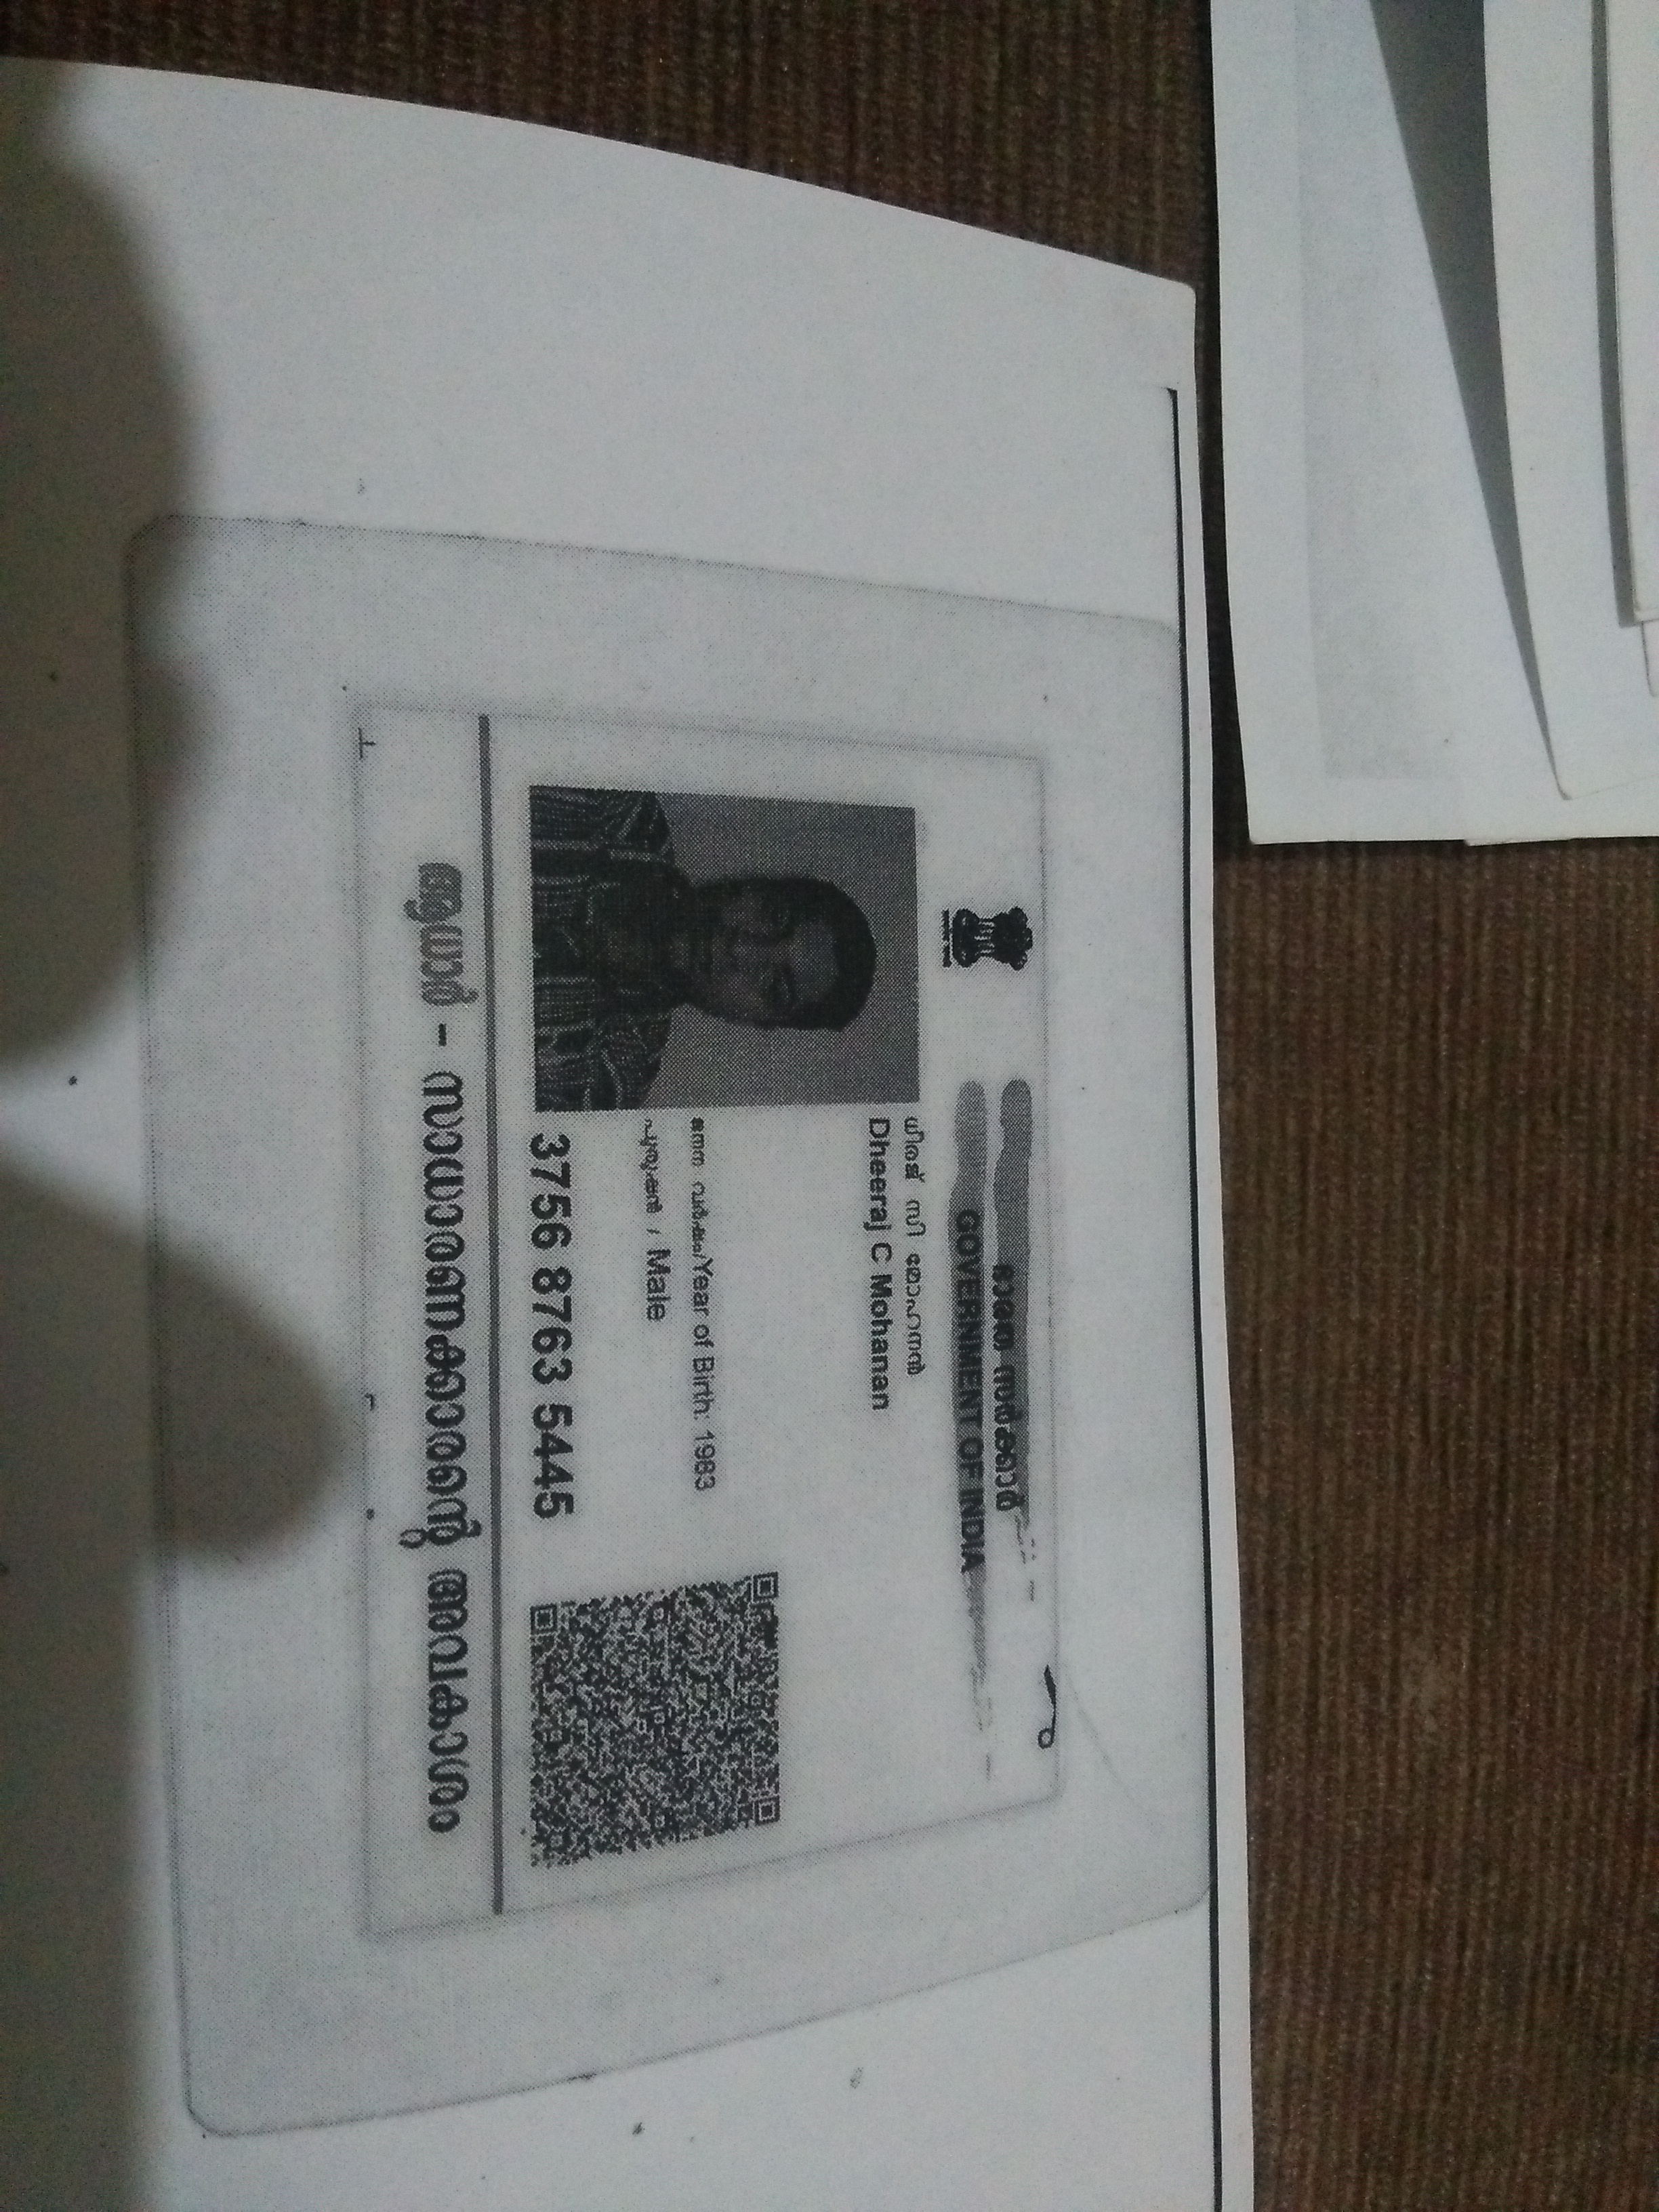 ഭാരത സർക്കാർ
GOVERNMENT OF INDIA
ധീരജ് സി മോഹനൻ
Dheeraj C Mohanan
ജനന വർഷം/Year of Birth: 1983
പുരുഷൻ / Male
3756 8763 5445
ആധാർ - സാധാരണക്കാരന്റെ അവകാശം